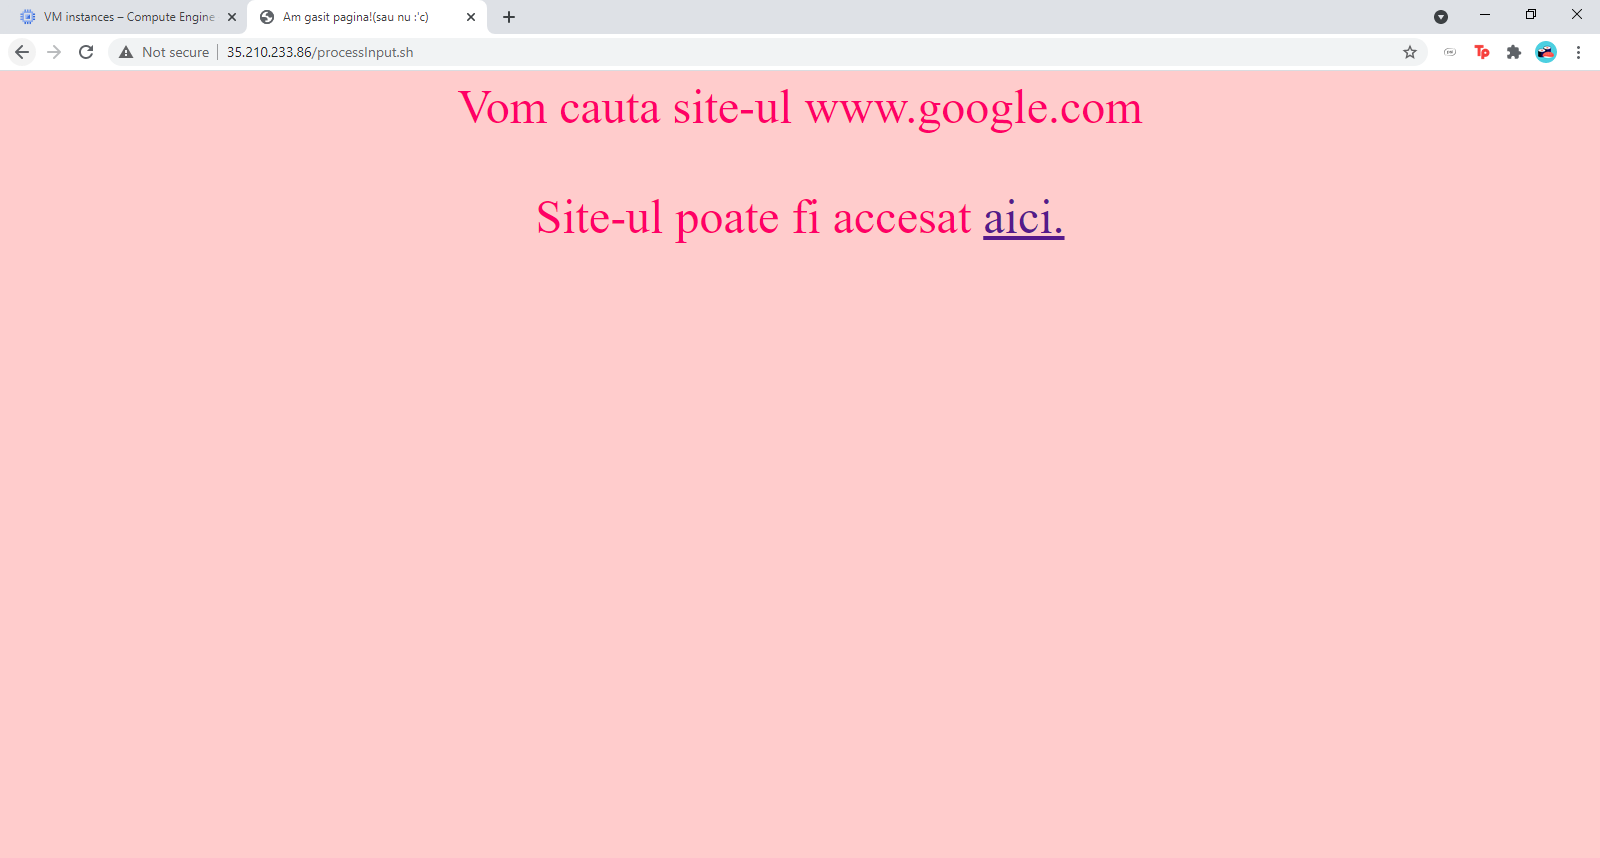 VM instances – Compute Engine
Am gasit pagina!(sau nu :'c)
Not secure
35.210.233.86/processInput.sh
Tp
Vom cauta site-ul www.google.com
Site-ul poate fi accesat aici.